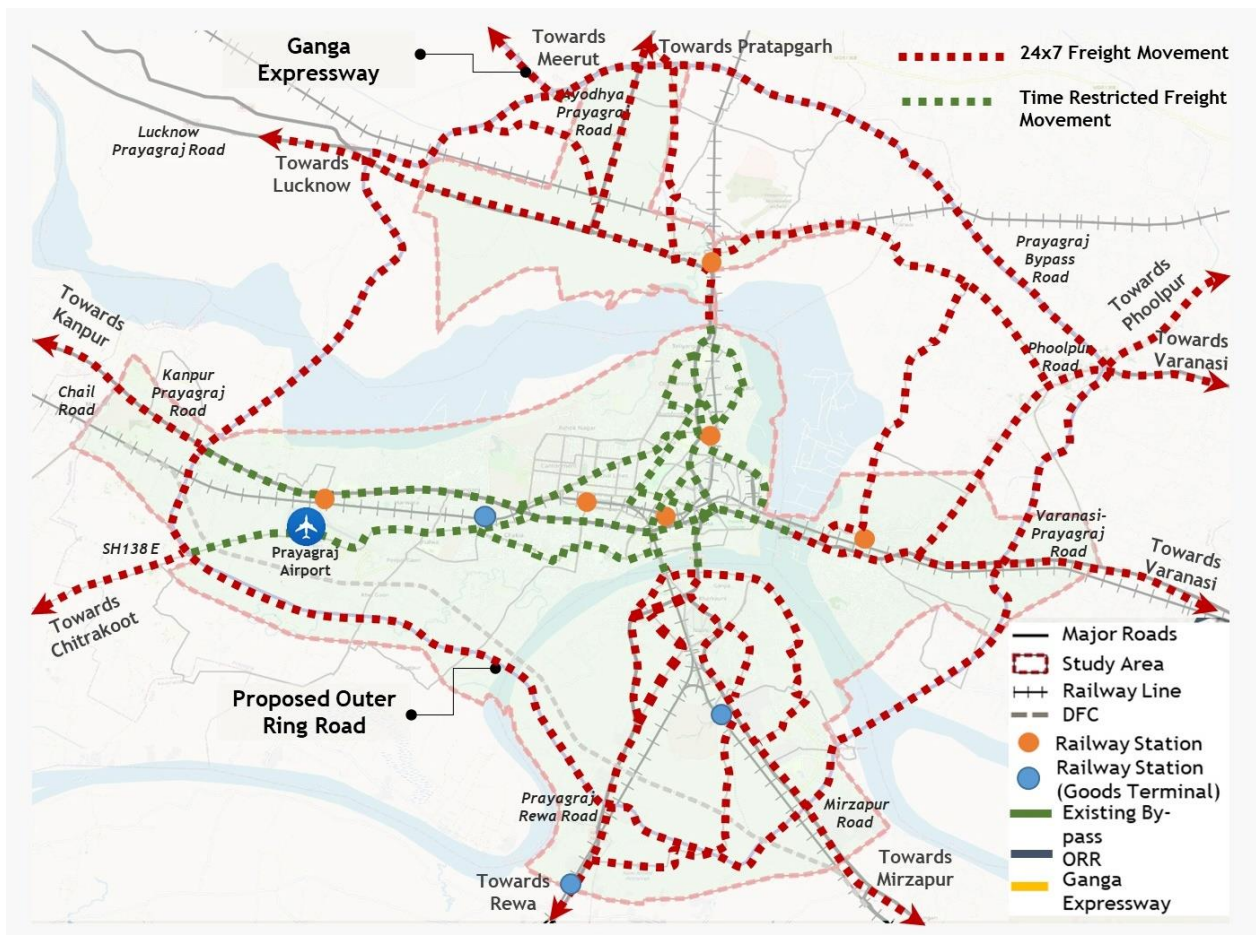 Ganga
Expressway
Towards
Meerut
Towards Pratapgarh
24x7 Freight Movement
Time Restricted Freight
Movement
Ayodhya
Prayagraj
Road
Lucknow
Prayagraj Road
Towards
Lucknow
Prayagraj
Bypass
Road
Towards
Phoolpur
Towards
Kanpur
Towards
Varanasi
Phoolpur
Road
Kanpur
Prayagraj
Road
Chail
Road
Varanasi-
Prayagraj
Road
SH138 E
Prayagraj
Airport
Towards
Varanasi
Towards
Chitrakoot
Proposed Outer
Ring Road
Prayagraj
Rewa Road
Mirzapur
Road
Towards
Rewa
Towards
Mirzapur
Major Roads
Study Area
Railway Line
DFC
Railway Station
Railway Station
(Goods Terminal)
Existing By-
pass
ORR
Ganga
Expressway